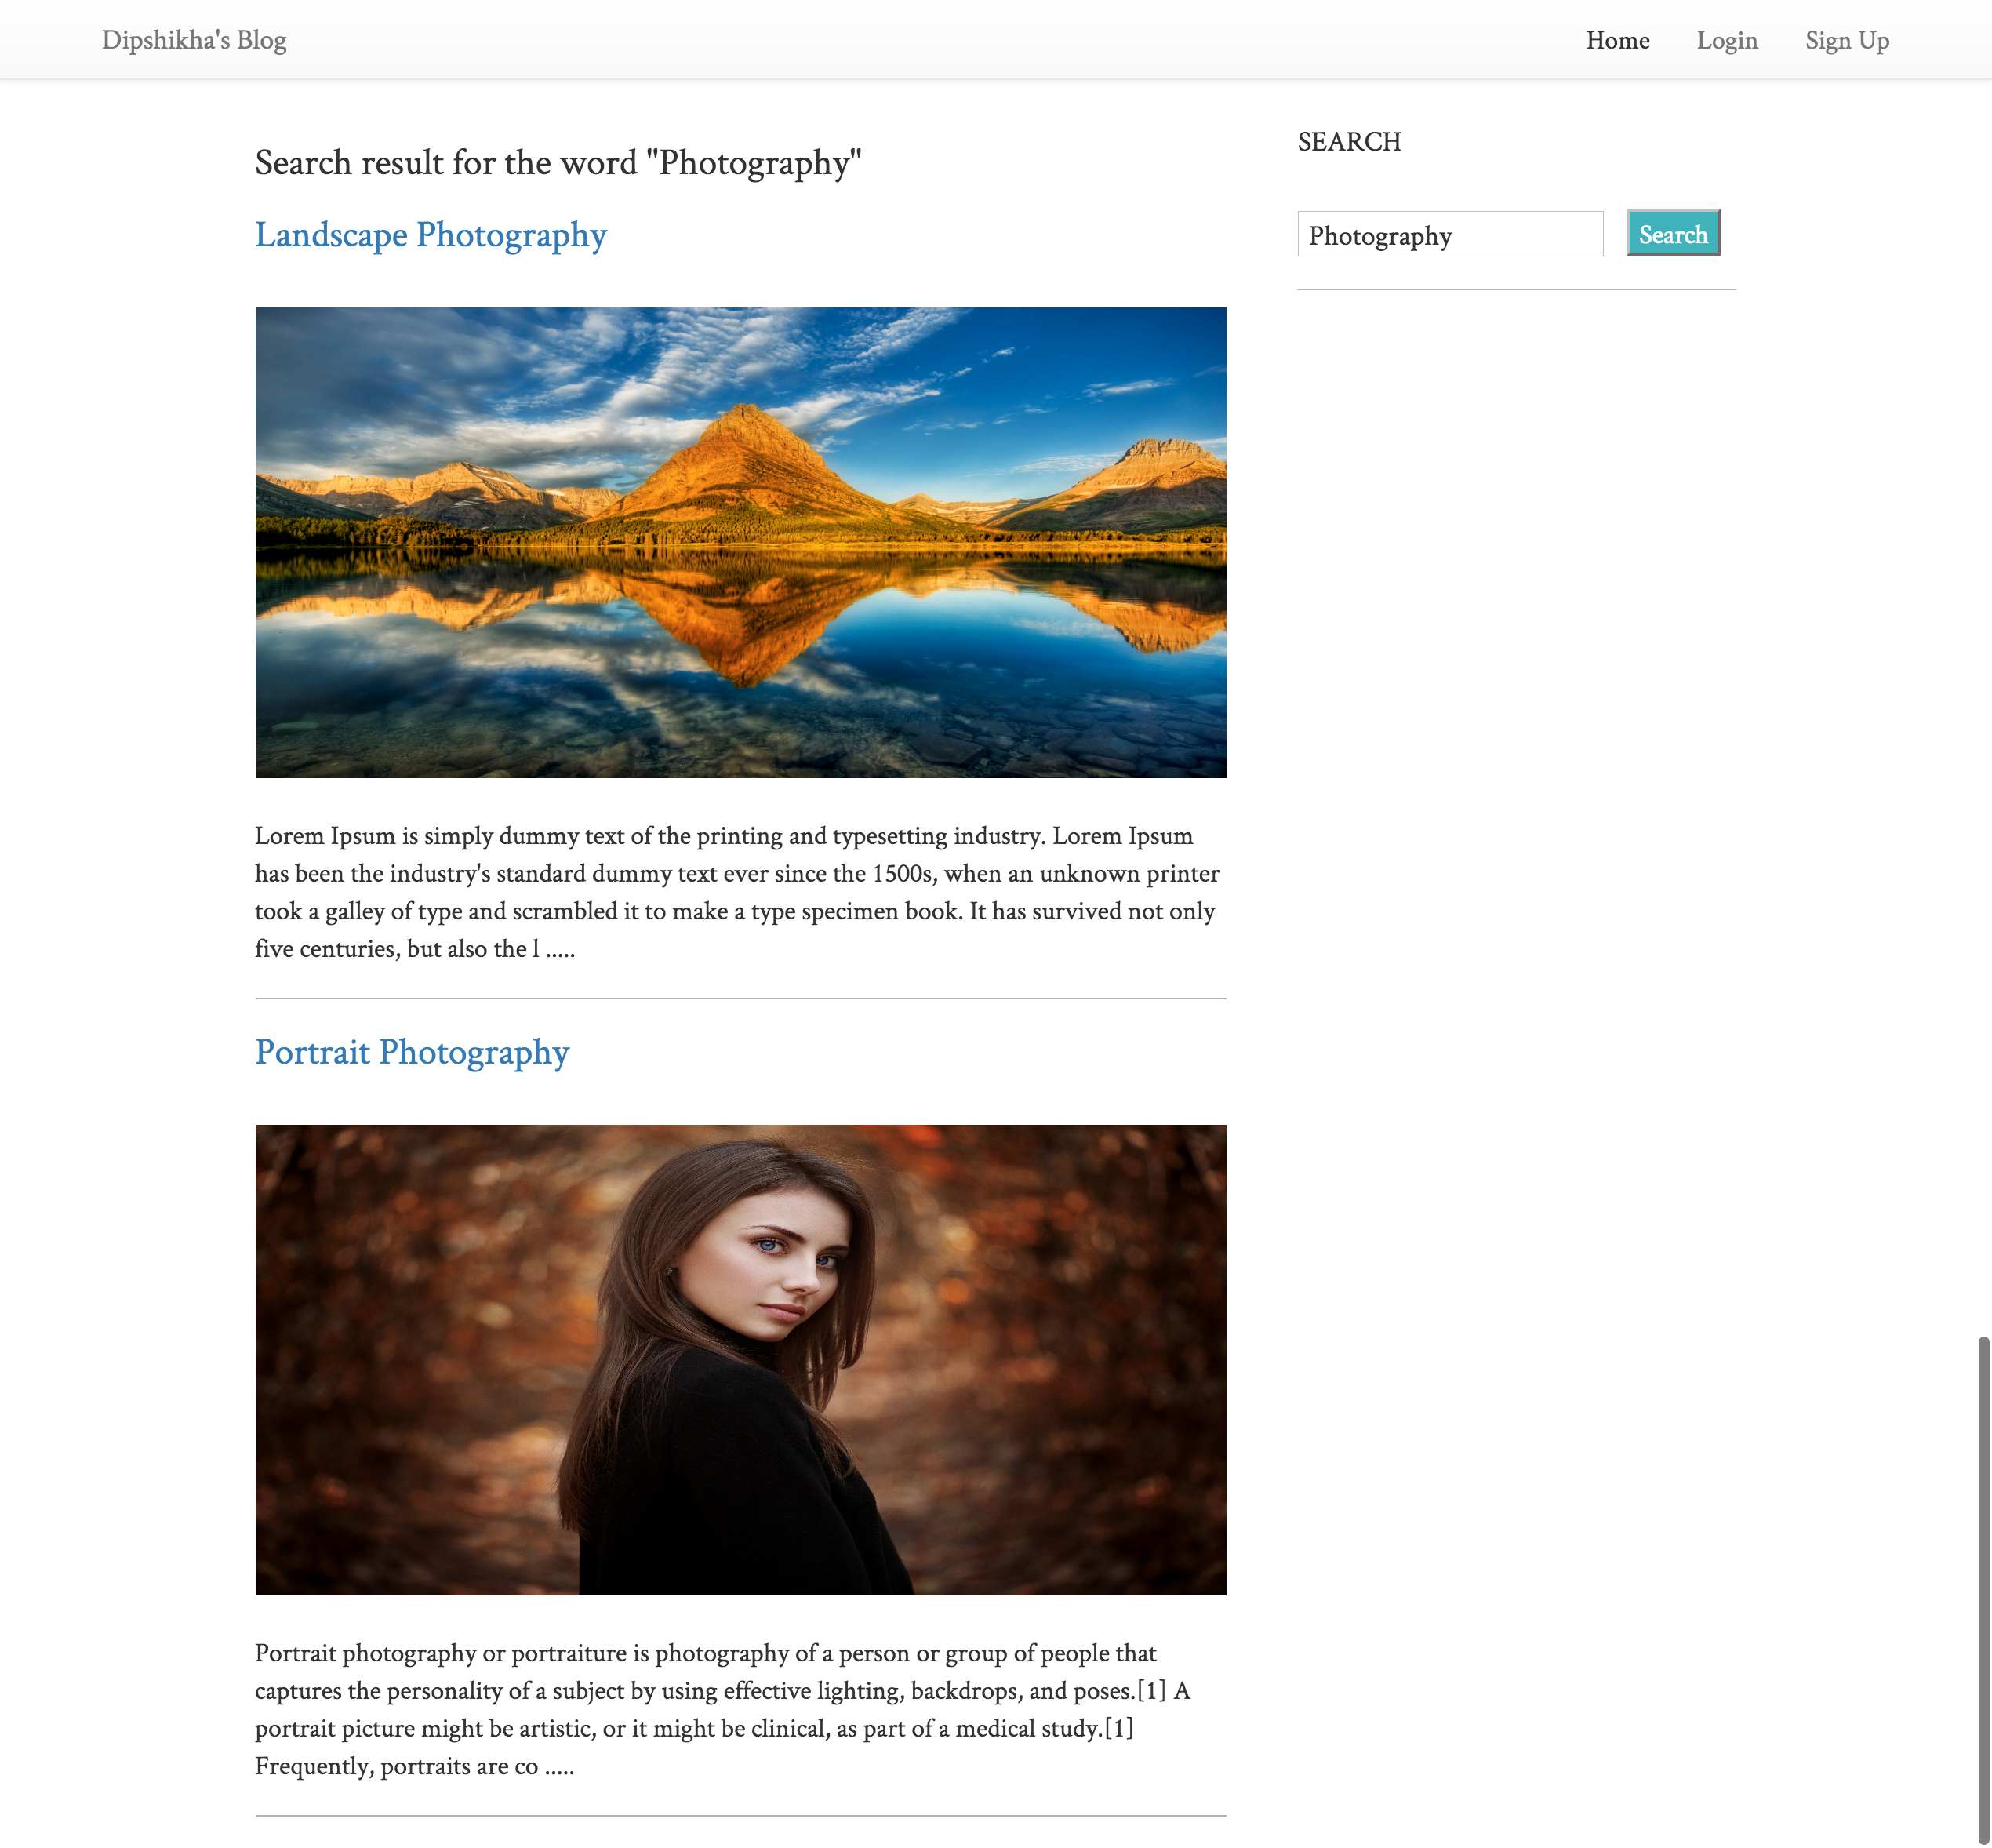 Dipshikha's Blog
Home
Login
Sign Up
Search result for the word "Photography"
Landscape Photography
Lorem Ipsum is simply dummy text of the printing and typesetting industry. Lorem Ipsum
has been the industry's standard dummy text ever since the 1500s, when an unknown printer
took a galley of type and scrambled it to make a type specimen book. It has survived not only
five centuries, but also the l .....
Portrait Photography
Portrait photography or portraiture is photography of a person or group of people that
captures the personality of a subject by using effective lighting, backdrops, and poses.[1] A
portrait picture might be artistic, or it might be clinical, as part of a medical study.[1]
Frequently, portraits are co .....
SEARCH
Photography
Search